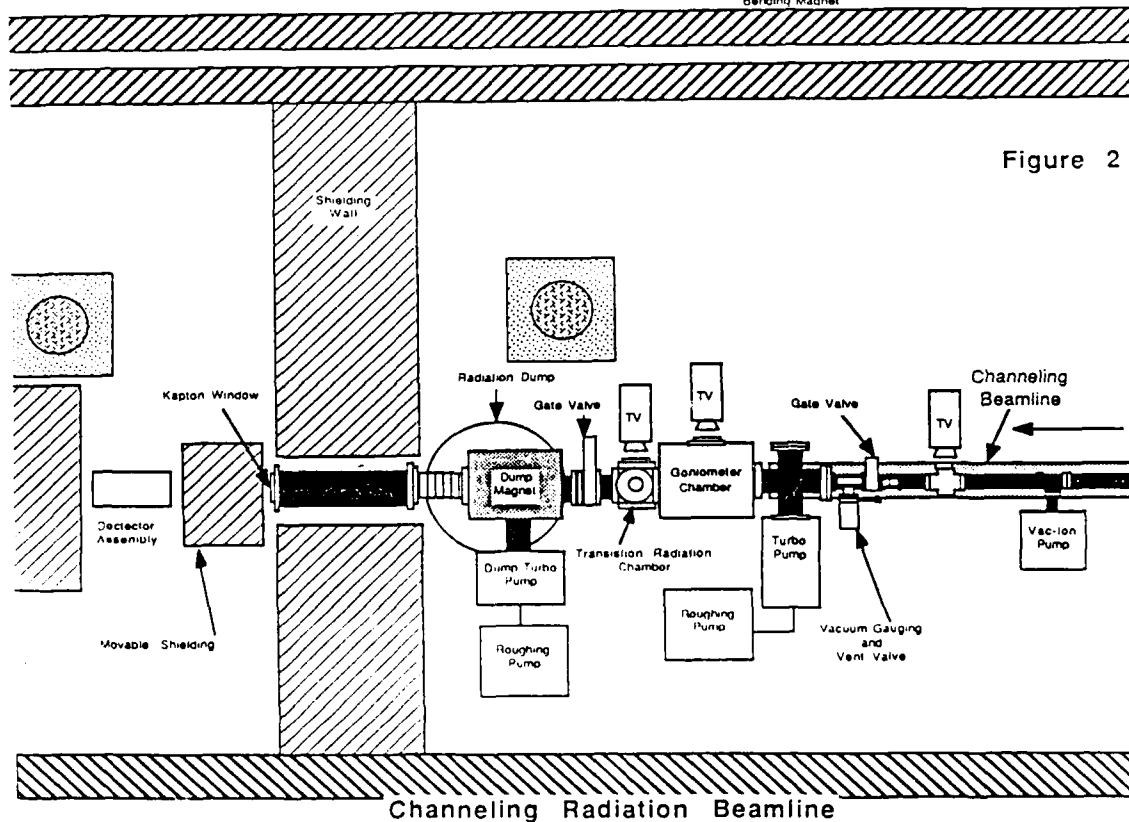 Bending Magnet
Figure 2
Shielding
Wall
Radiation Dump
Kapton Window
Gate Valve
TV
TV
Gate Valve
TV
Channeling
Beamline
Goniometer
Chamber
Dump
Magnet
Dectector
Assembly
Transistion Radiation
Chamber
Turbo
Pump
Vac-Ion
Pump
Dump Turbo
Pump
Roughing
Pump
Roughing
Pump
Vacuum Gauging
and
Vent Valve
Movable Shielding
Channeling Radiation Beamline